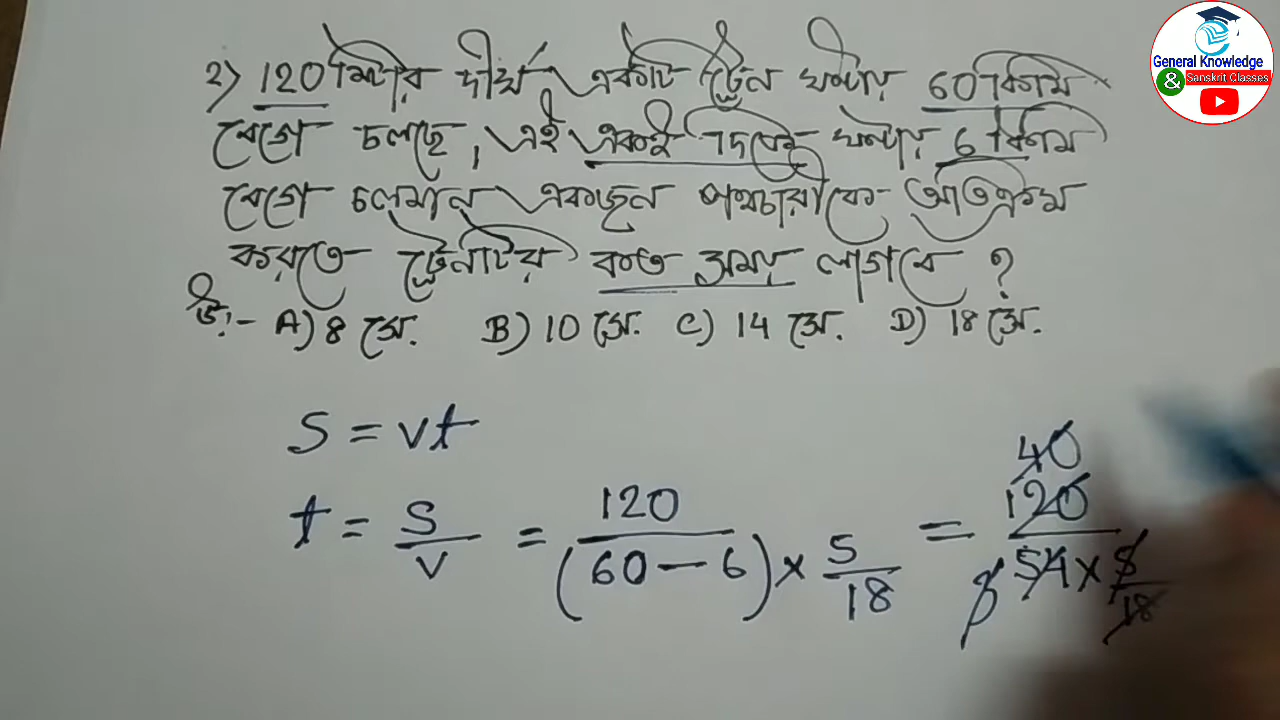 General Knowledge
& Sanskrit Classes
২) 120 মিটার দীর্ঘ একটি ট্রেন ঘন্টায় 60 কিমি
বেগে চলছে, এই একই দিকেই ঘন্টায় 6 কিমি
বেগে চলমান একজন পথচারীকে অতিক্রম
করতে ট্রেনটির কত সময় লাগবে ?
উঃ- A) 8 সে. B) 10 সে. C) 14 সে. D) 18 সে.
S = vt
t = S/v = 120/(60 - 6) × 5/18 = 120/54 × 5/18
40
3